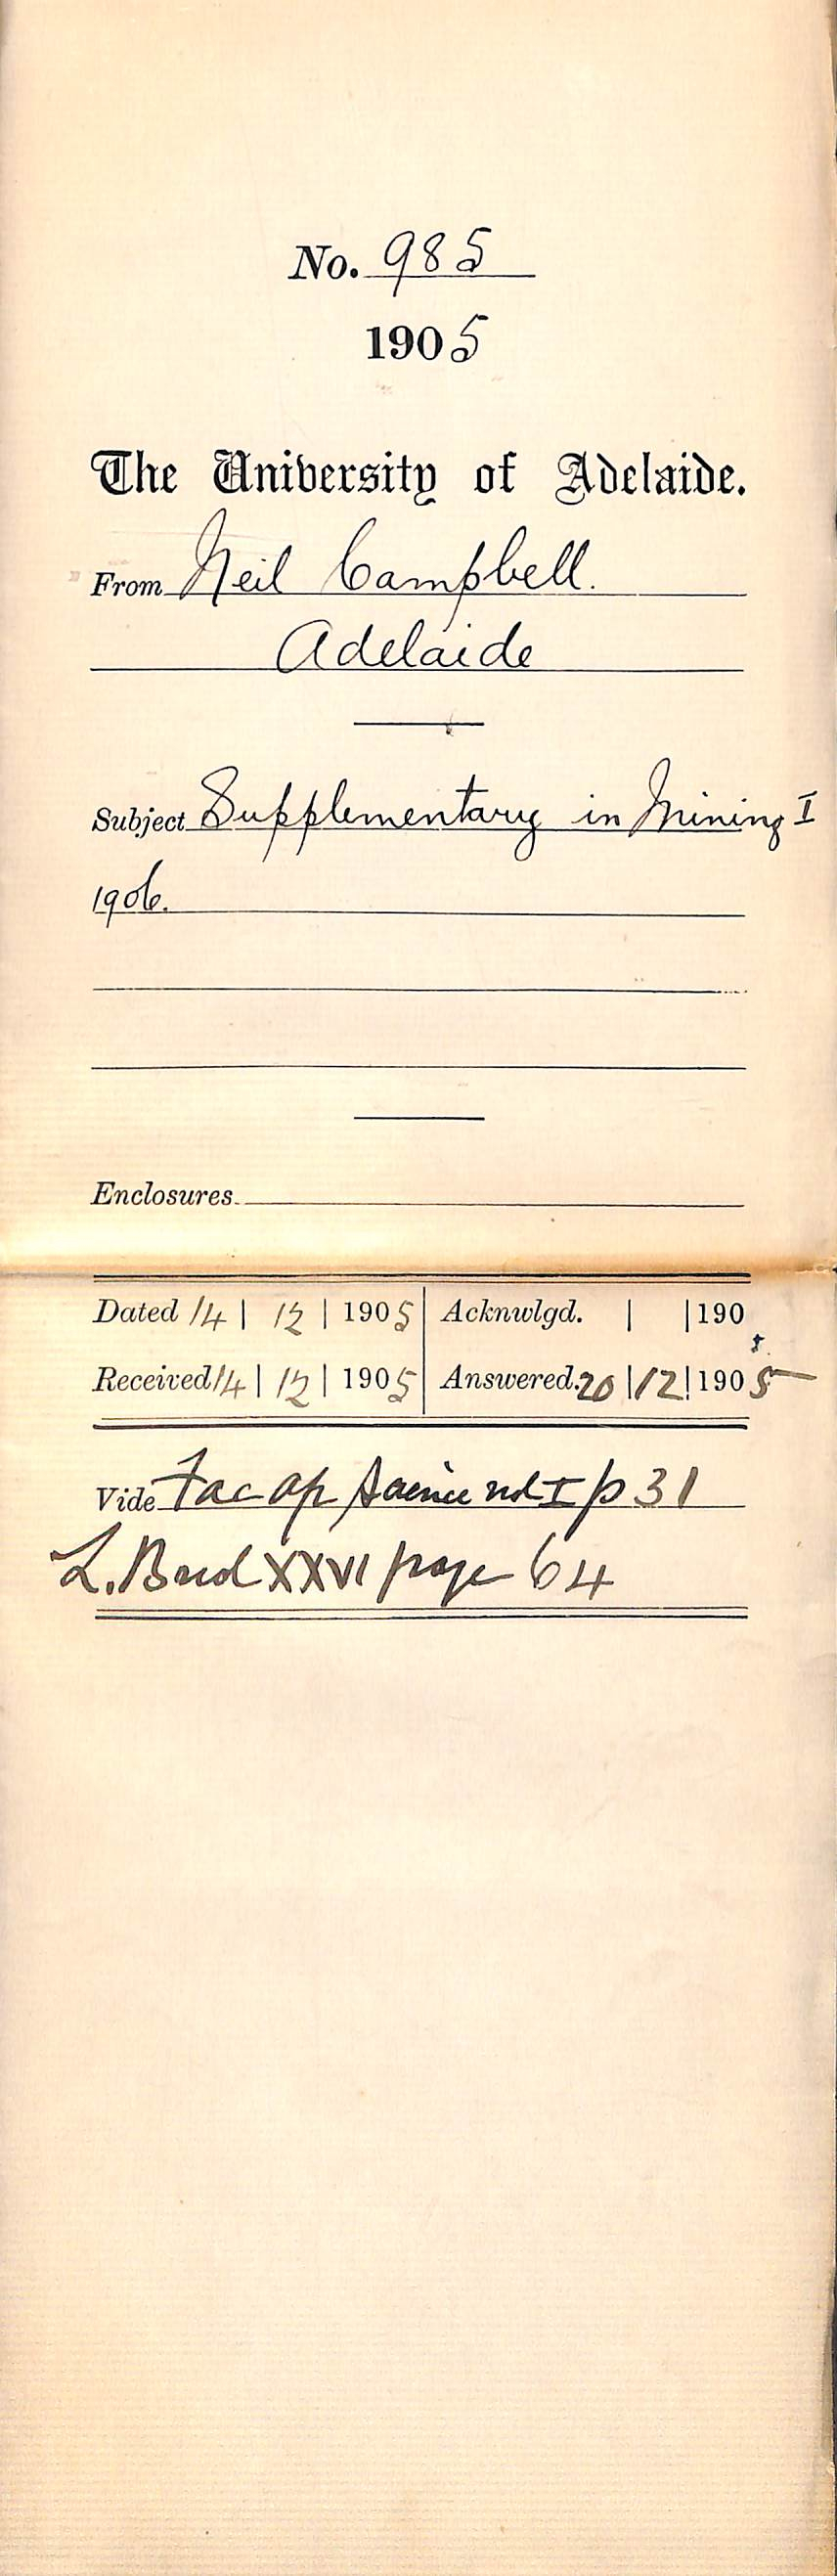 No. 985
1905
The University of Adelaide.
From Neil Campbell.
Adelaide
Subject Supplementary in Mining I
1906.
Enclosures
Dated 14 | 12 | 1905 Acknwlgd. | | 190
Received 14 | 12 | 1905 Answered. 20 | 12 | 1905
Vide Fac of Science vol I p 31
L. Book XXVI page 64